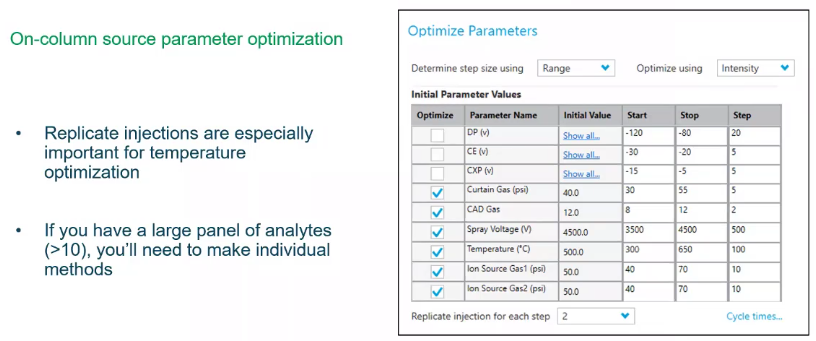 On-column source parameter optimization
• Replicate injections are especially
important for temperature
optimization
• If you have a large panel of analytes
(>10), you'll need to make individual
methods
Optimize Parameters
Determine step size using Range Optimize using Intensity
Initial Parameter Values
Optimize Parameter Name Initial Value Start Stop Step
DP (v) Show all... -120 -80 20
CE (v) Show all... -30 -20 5
CXP (v) Show all... -15 -5 5
Curtain Gas (psi) 40.0 30 55 5
CAD Gas 12.0 8 12 2
Spray Voltage (V) 4500.0 3500 4500 500
Temperature (°C) 500.0 300 650 100
Ion Source Gas1 (psi) 50.0 40 70 10
Ion Source Gas2 (psi) 50.0 40 70 10
Replicate injection for each step 2 Cycle times...